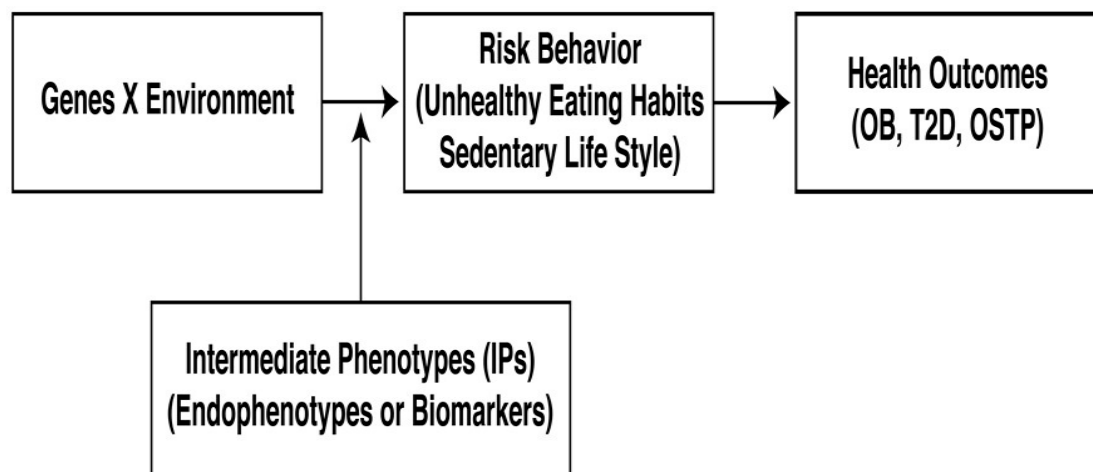 Genes X Environment
Risk Behavior
(Unhealthy Eating Habits
Sedentary Life Style)
Health Outcomes
(OB, T2D, OSTP)
Intermediate Phenotypes (IPs)
(Endophenotypes or Biomarkers)